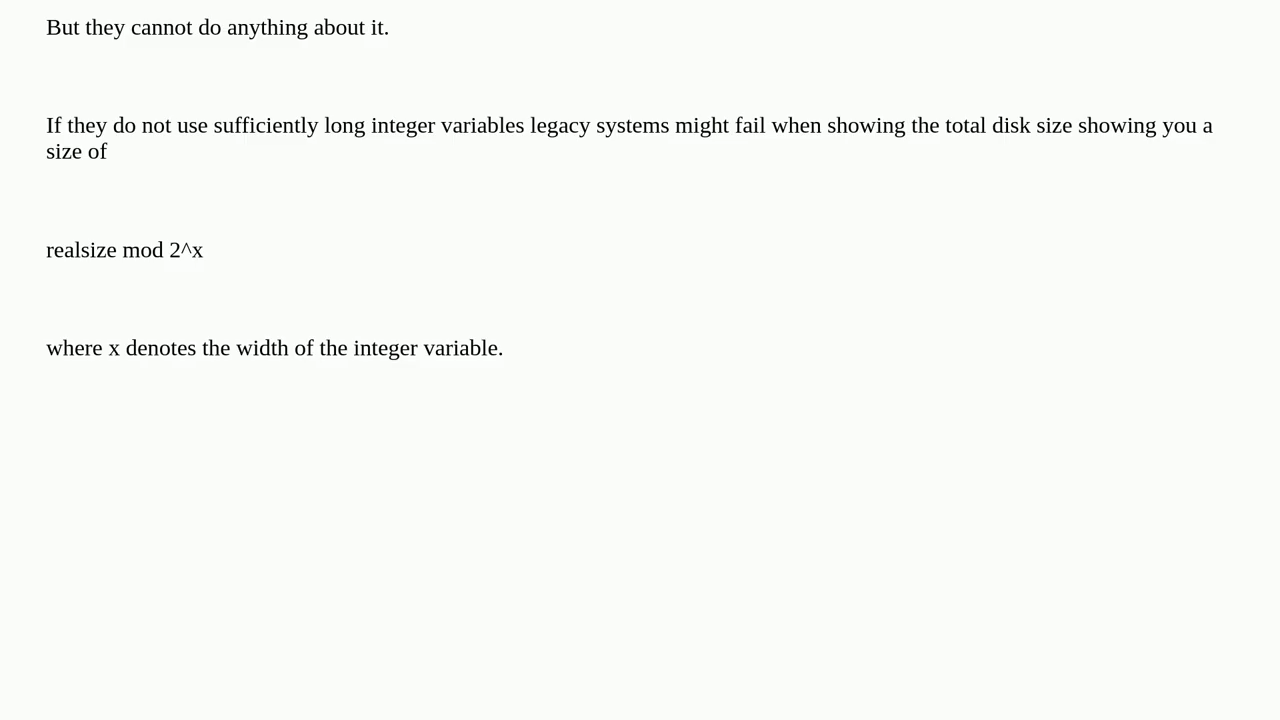 But they cannot do anything about it.
If they do not use sufficiently long integer variables legacy systems might fail when showing the total disk size showing you a
size of
realsize mod 2^x
where x denotes the width of the integer variable.